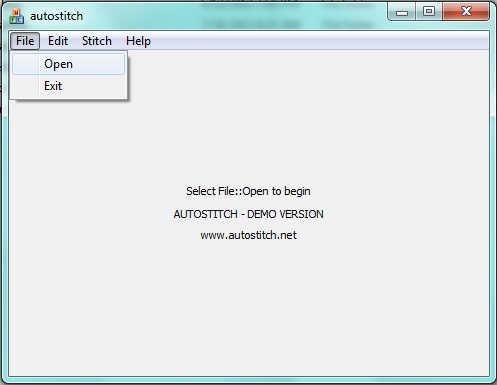 autostitch
File Edit Stitch Help
Open
Exit
Select File::Open to begin
AUTOSTITCH - DEMO VERSION
www.autostitch.net